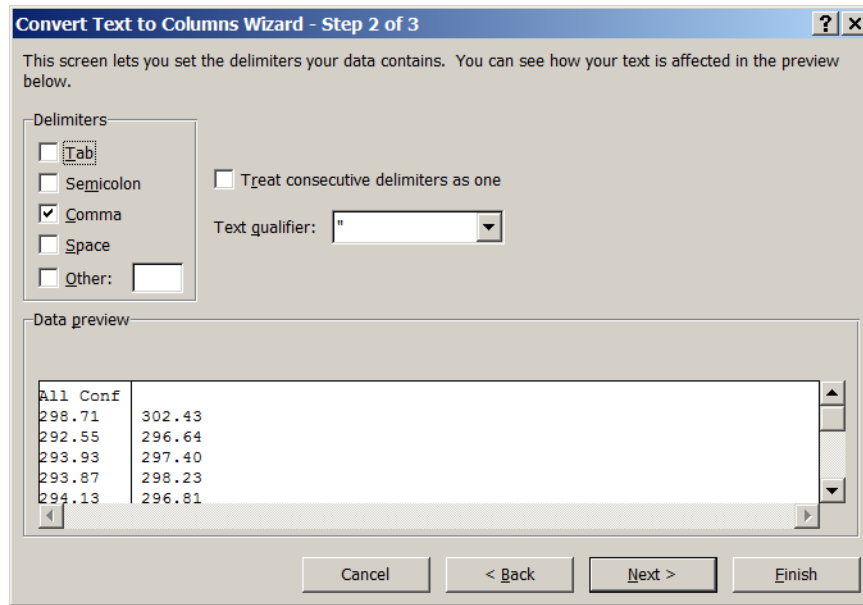 Convert Text to Columns Wizard - Step 2 of 3
This screen lets you set the delimiters your data contains.  You can see how your text is affected in the preview
below.
Delimiters
Tab
Semicolon
Comma
Space
Other:
Treat consecutive delimiters as one
Text qualifier: "
Data preview
All Conf
298.71 302.43
292.55 296.64
293.93 297.40
293.87 298.23
294.13 296.81
Cancel < Back Next > Finish